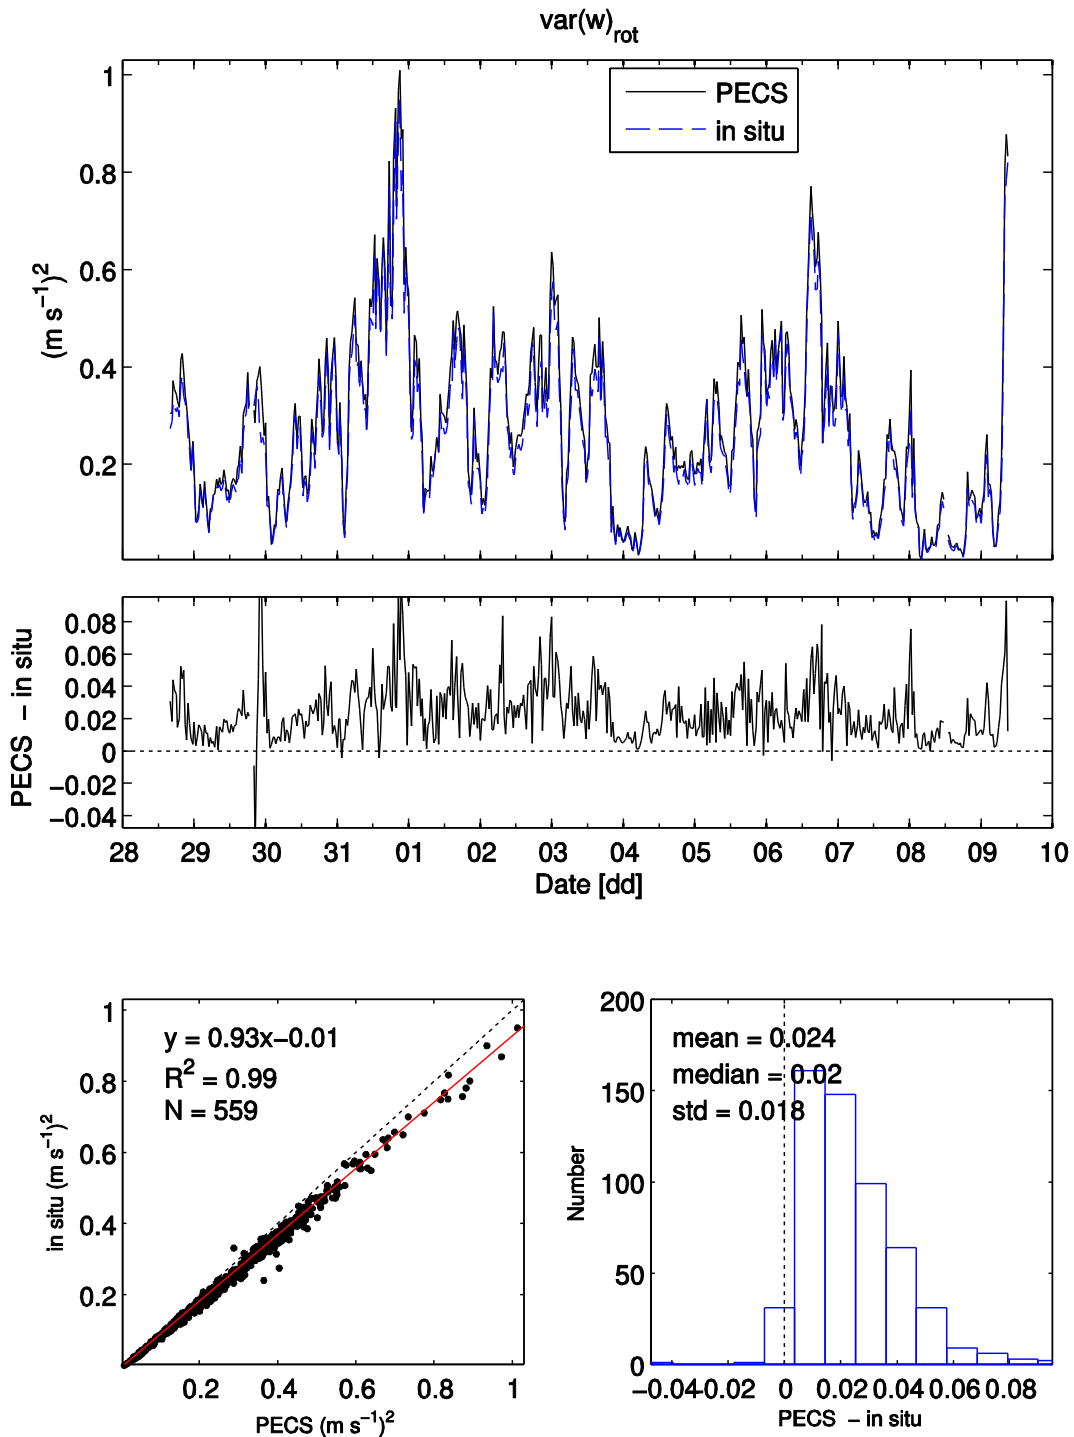 var(w)rot
PECS
in situ
1
0.8
0.6
0.4
0.2
(m s−1)2
0.08
0.06
0.04
0.02
0
−0.02
−0.04
PECS − in situ
28 29 30 31 01 02 03 04 05 06 07 08 09 10
Date [dd]
y = 0.93x−0.01
R2 = 0.99
N = 559
1
0.8
0.6
0.4
0.2
in situ (m s−1)2
0.2 0.4 0.6 0.8 1
PECS (m s−1)2
mean = 0.024
median = 0.02
std = 0.018
200
150
100
50
0
Number
−0.04 −0.02 0 0.02 0.04 0.06 0.08
PECS − in situ